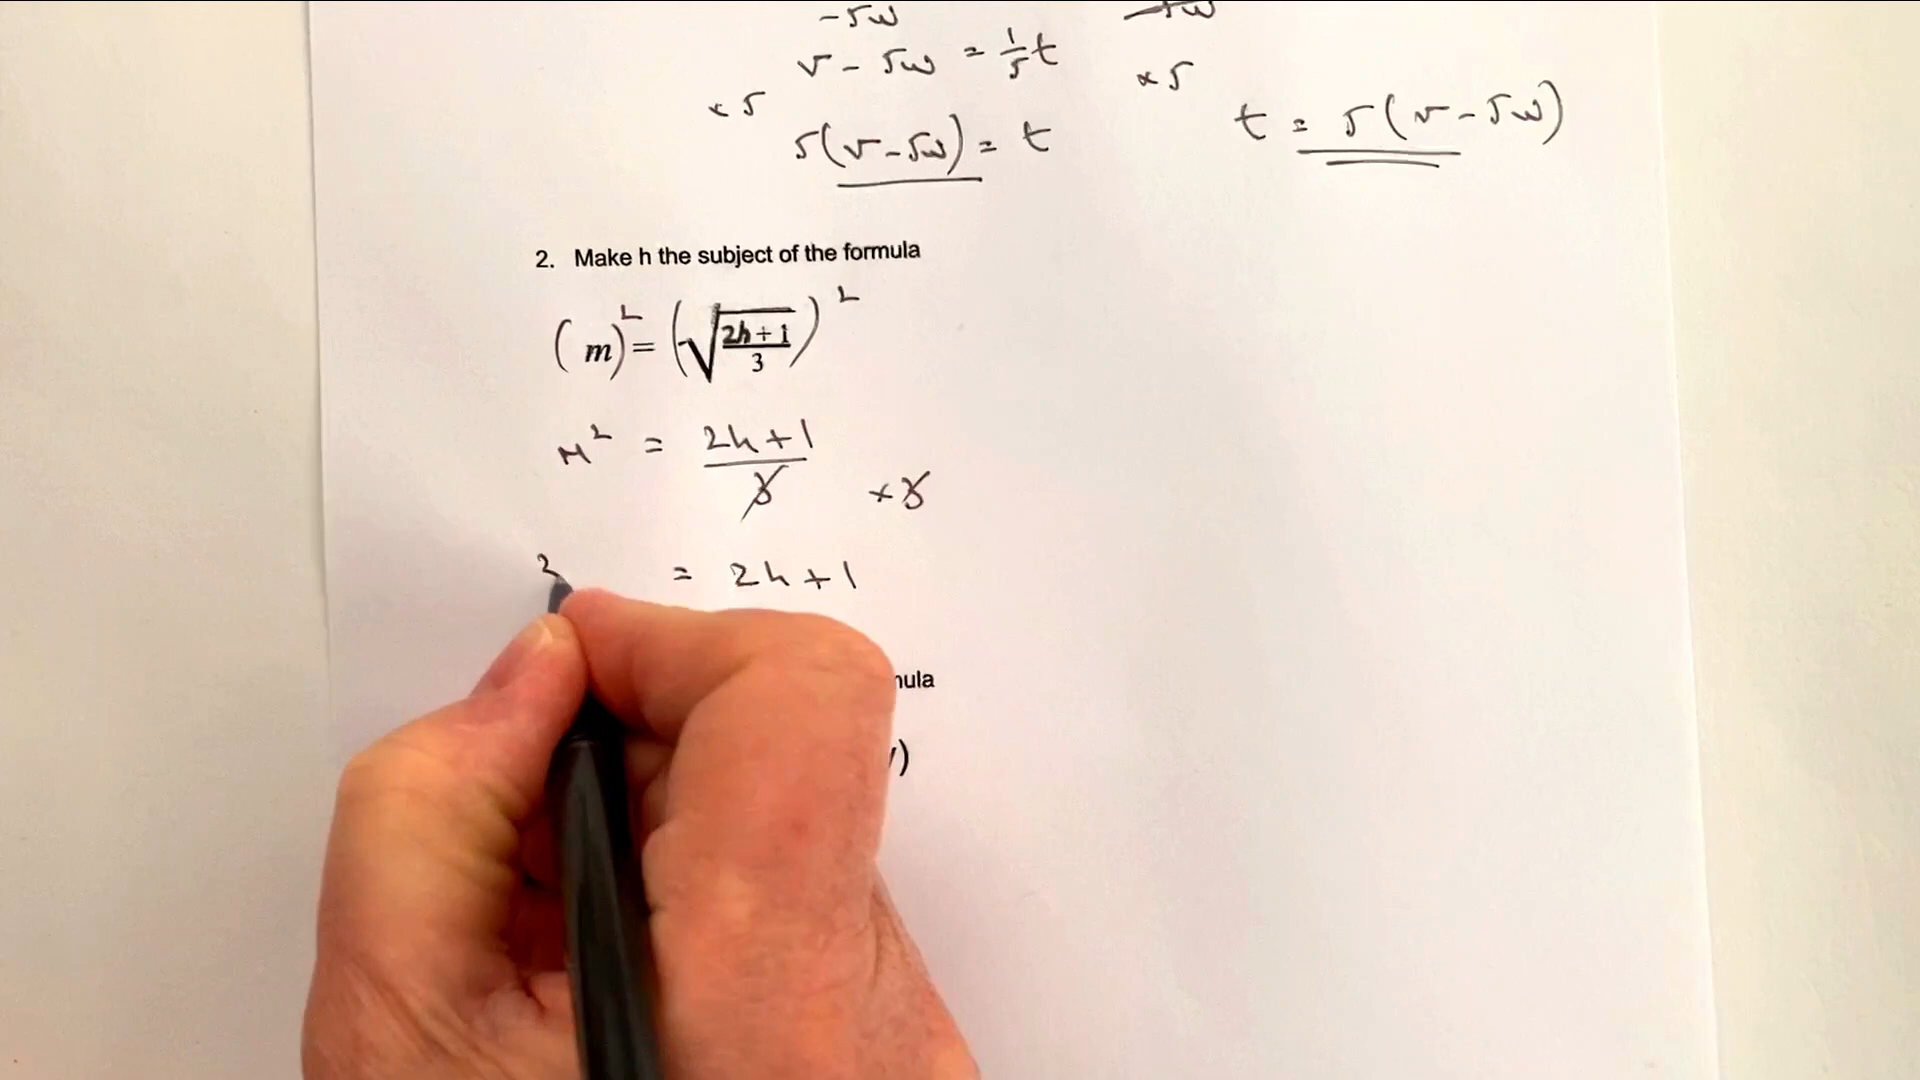 -5w
v - 5w = 1/5 t
×5
×5
5(v - 5w) = t
t = 5(v - 5w)
2. Make h the subject of the formula
(m)² = (√(2h+1)/3)²
M² = 2h+1
3 ×3
= 2h+1